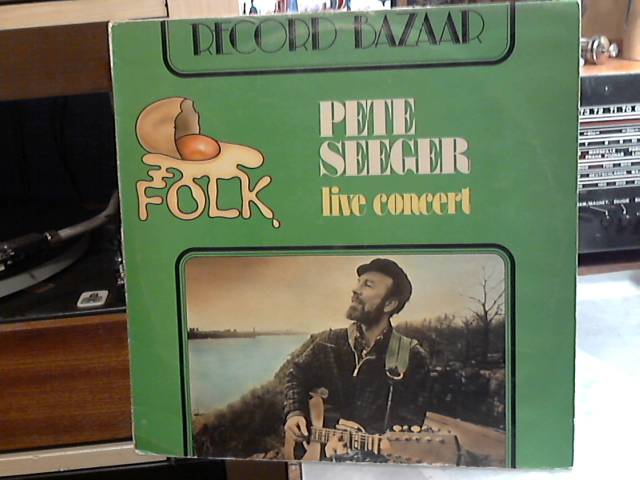 RECORD BAZAAR
PETE
SEEGER
FOLK
live concert